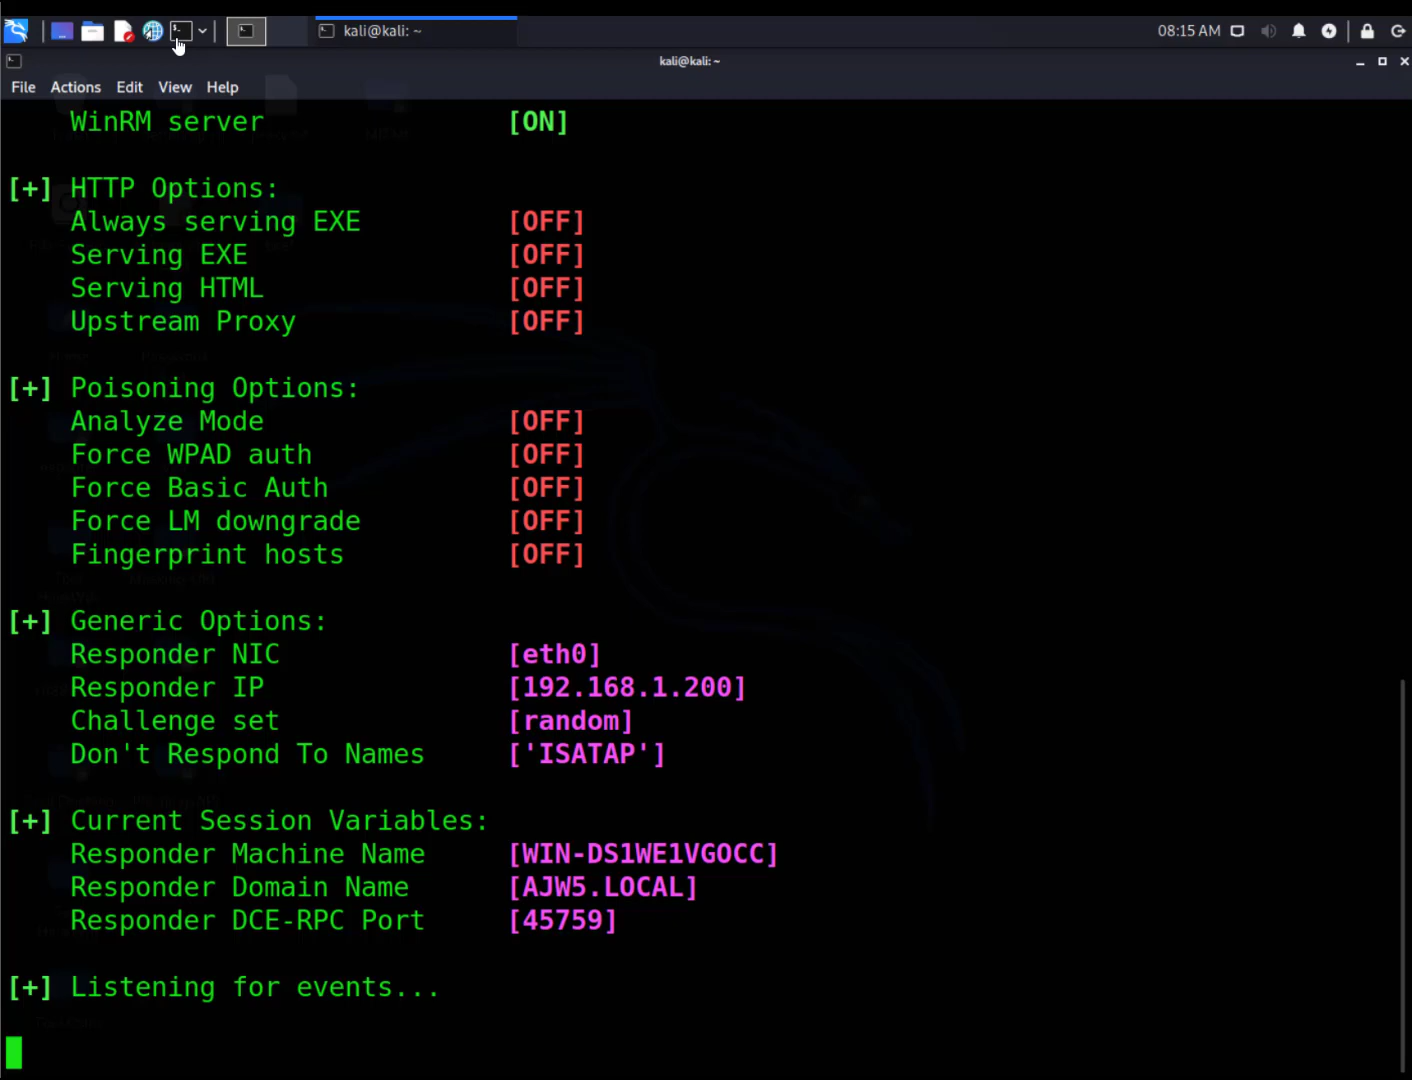 kali@kali: ~
08:15 AM
kali@kali: ~
File Actions Edit View Help
WinRM server [ON]
[+] HTTP Options:
Always serving EXE [OFF]
Serving EXE [OFF]
Serving HTML [OFF]
Upstream Proxy [OFF]
[+] Poisoning Options:
Analyze Mode [OFF]
Force WPAD auth [OFF]
Force Basic Auth [OFF]
Force LM downgrade [OFF]
Fingerprint hosts [OFF]
[+] Generic Options:
Responder NIC [eth0]
Responder IP [192.168.1.200]
Challenge set [random]
Don't Respond To Names ['ISATAP']
[+] Current Session Variables:
Responder Machine Name [WIN-DS1WE1VGOCC]
Responder Domain Name [AJW5.LOCAL]
Responder DCE-RPC Port [45759]
[+] Listening for events...